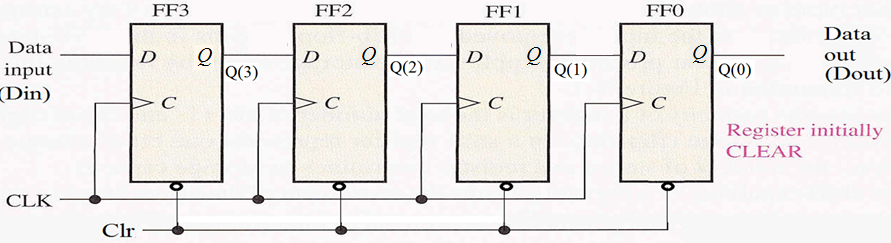 FF3 FF2 FF1 FF0
Data
input
(Din)
D Q
Q(3)
D Q
Q(2)
D Q
Q(1)
D Q
Q(0)
Data
out
(Dout)
C C C C
Register initially
CLEAR
CLK
Clr